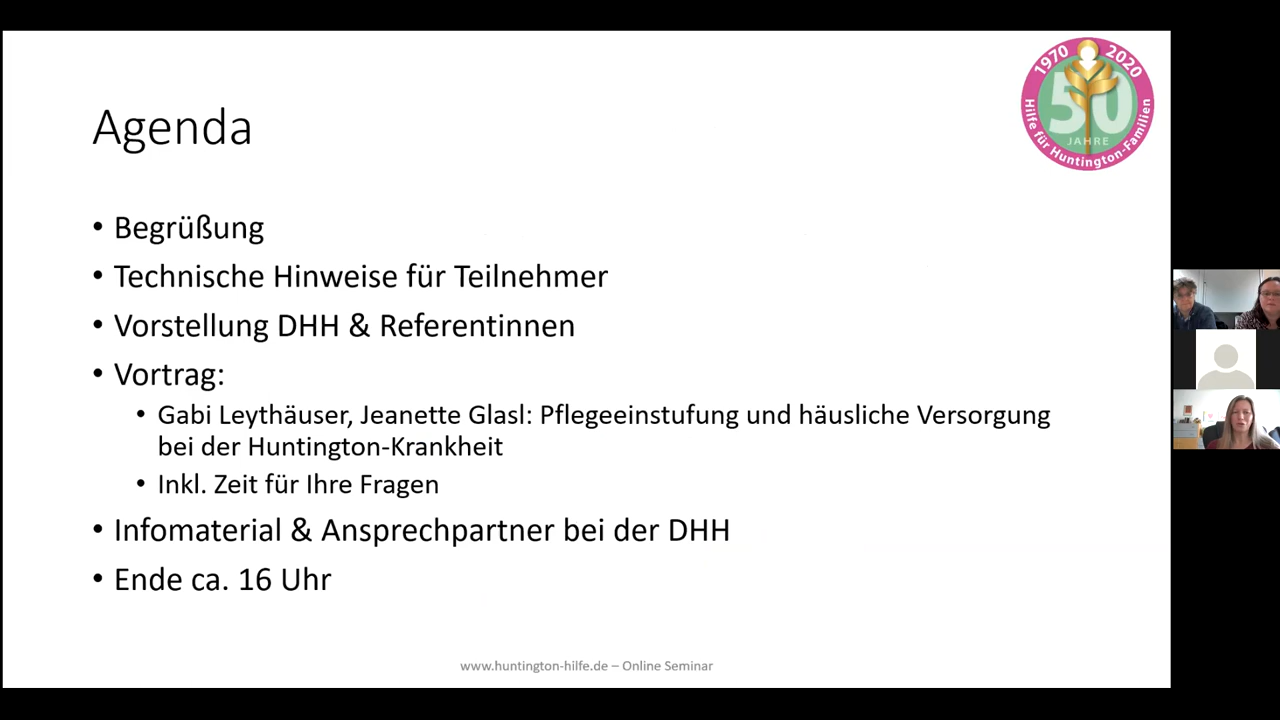 1970 2020
50
JAHRE
Hilfe für Huntington-Familien
Agenda
• Begrüßung
• Technische Hinweise für Teilnehmer
• Vorstellung DHH & Referentinnen
• Vortrag:
• Gabi Leythäuser, Jeanette Glasl: Pflegeeinstufung und häusliche Versorgung
bei der Huntington-Krankheit
• Inkl. Zeit für Ihre Fragen
• Infomaterial & Ansprechpartner bei der DHH
• Ende ca. 16 Uhr
www.huntington-hilfe.de – Online Seminar